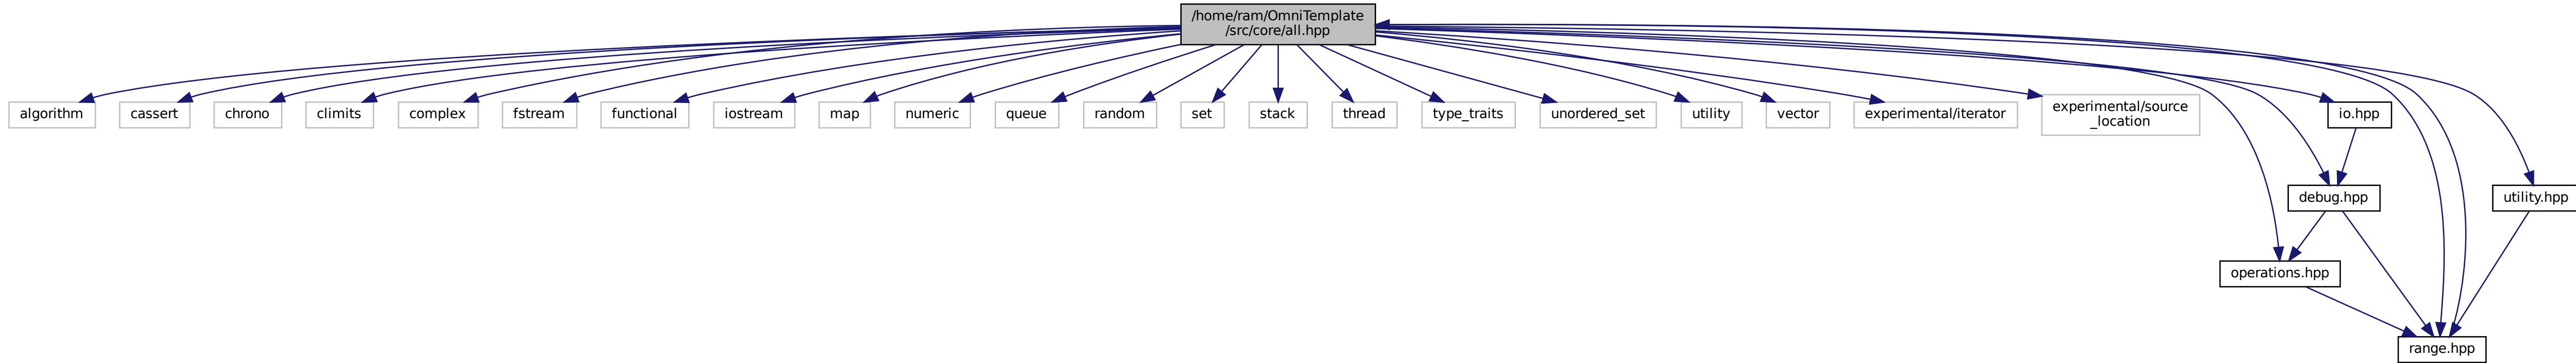 /home/ram/OmniTemplate
/src/core/all.hpp
algorithm
cassert
chrono
climits
complex
fstream
functional
iostream
map
numeric
queue
random
set
stack
thread
type_traits
unordered_set
utility
vector
experimental/iterator
experimental/source
_location
io.hpp
debug.hpp
utility.hpp
operations.hpp
range.hpp